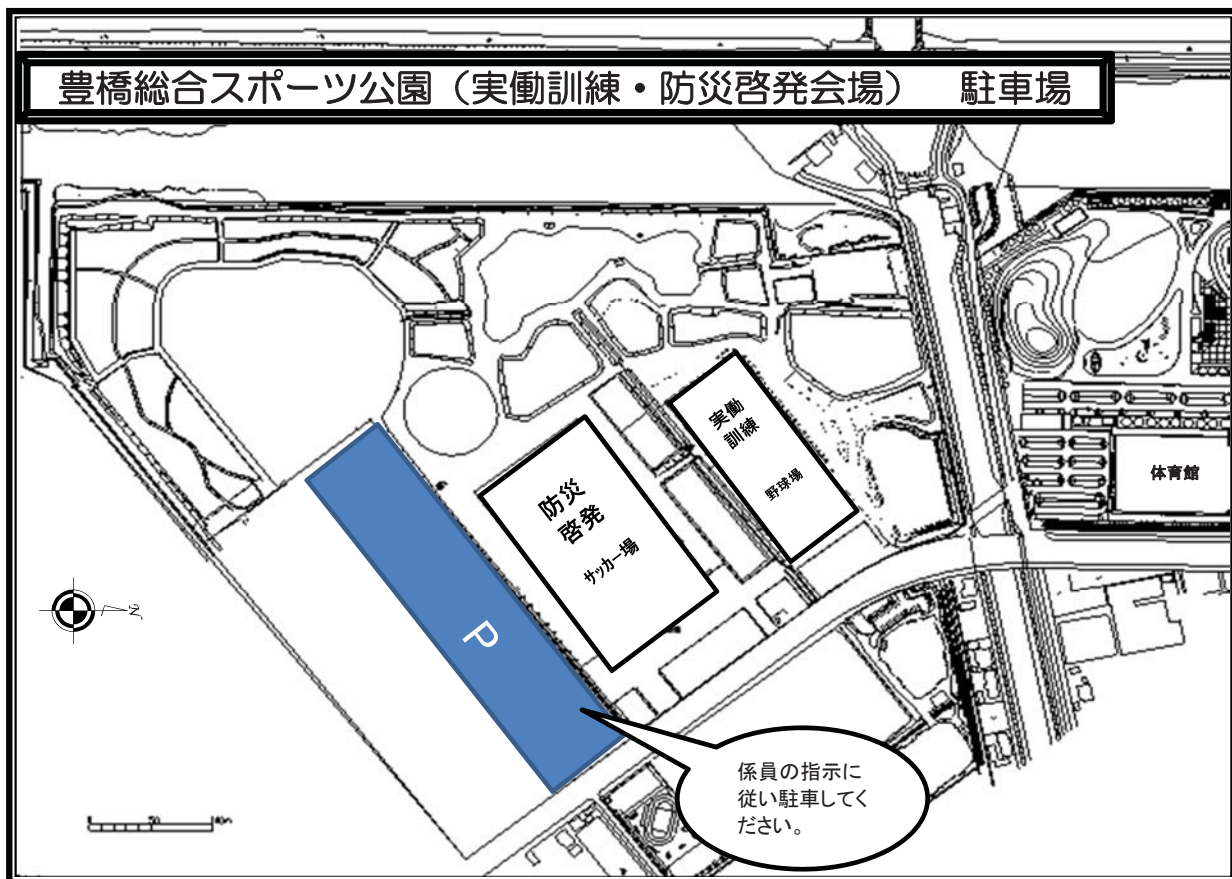 豊橋総合スポーツ公園（実働訓練・防災啓発会場）　駐車場
実働
訓練
野球場
体育館
防災
啓発
サッカー場
N
P
係員の指示に
従い駐車してく
ださい。